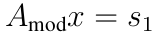 A_mod x = s_1